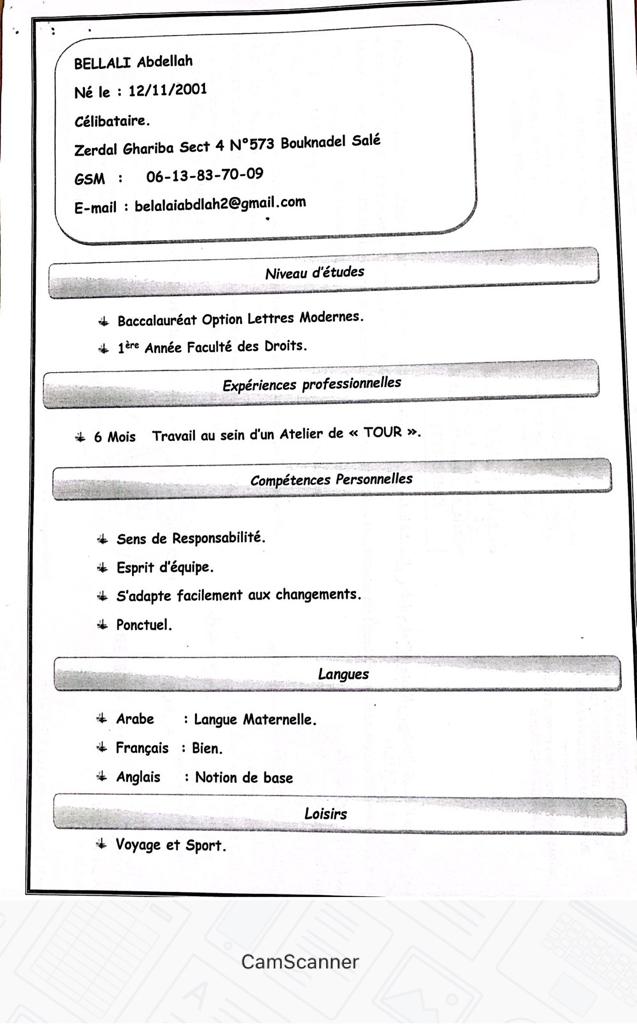 BELLALI Abdellah
Né le : 12/11/2001
Célibataire.
Zerdal Ghariba Sect 4 N°573 Bouknadel Salé
GSM : 06-13-83-70-09
E-mail : belalaiabdlah2@gmail.com
Niveau d'études
Baccalauréat Option Lettres Modernes.
1ère Année Faculté des Droits.
Expériences professionnelles
6 Mois Travail au sein d'un Atelier de « TOUR ».
Compétences Personnelles
Sens de Responsabilité.
Esprit d'équipe.
S'adapte facilement aux changements.
Ponctuel.
Langues
Arabe : Langue Maternelle.
Français : Bien.
Anglais : Notion de base
Loisirs
Voyage et Sport.
CamScanner